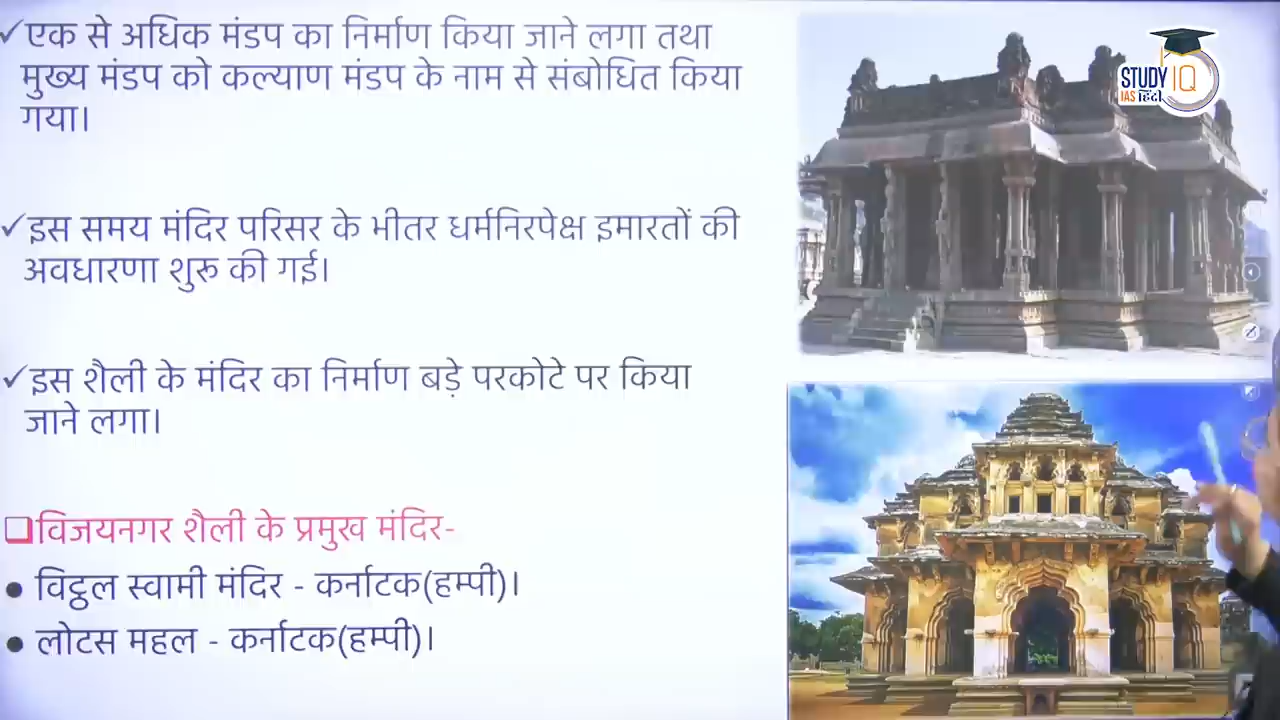 ✓एक से अधिक मंडप का निर्माण किया जाने लगा तथा
मुख्य मंडप को कल्याण मंडप के नाम से संबोधित किया
गया।
✓इस समय मंदिर परिसर के भीतर धर्मनिरपेक्ष इमारतों की
अवधारणा शुरू की गई।
✓इस शैली के मंदिर का निर्माण बड़े परकोटे पर किया
जाने लगा।
❑विजयनगर शैली के प्रमुख मंदिर-
● विट्ठल स्वामी मंदिर - कर्नाटक(हम्पी)।
● लोटस महल - कर्नाटक(हम्पी)।
STUDY IQ
IAS हिंदी